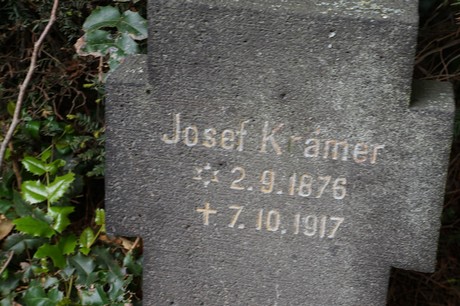 Josef Krämer
* 2.9.1876
† 7.10.1917